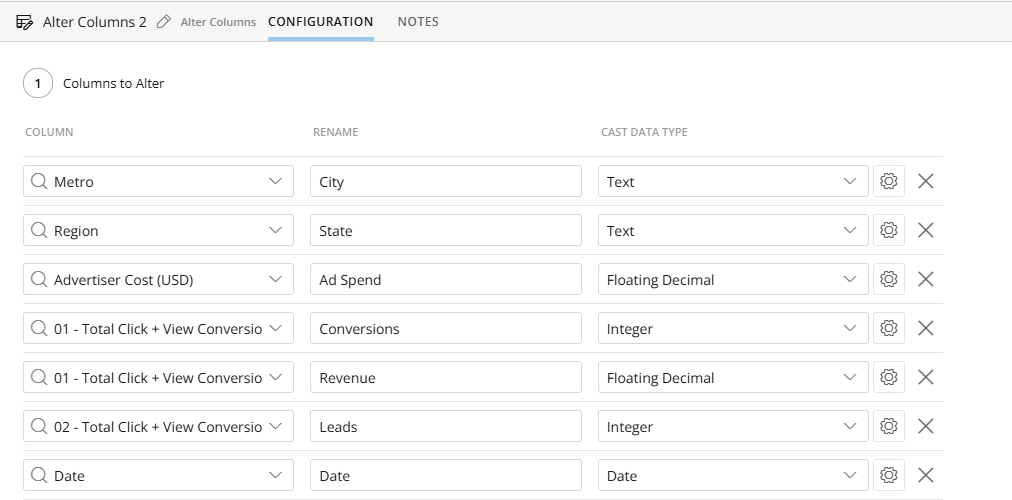 Alter Columns 2 Alter Columns CONFIGURATION NOTES
1 Columns to Alter
COLUMN RENAME CAST DATA TYPE
Metro City Text
Region State Text
Advertiser Cost (USD) Ad Spend Floating Decimal
01 - Total Click + View Conversio Conversions Integer
01 - Total Click + View Conversio Revenue Floating Decimal
02 - Total Click + View Conversio Leads Integer
Date Date Date